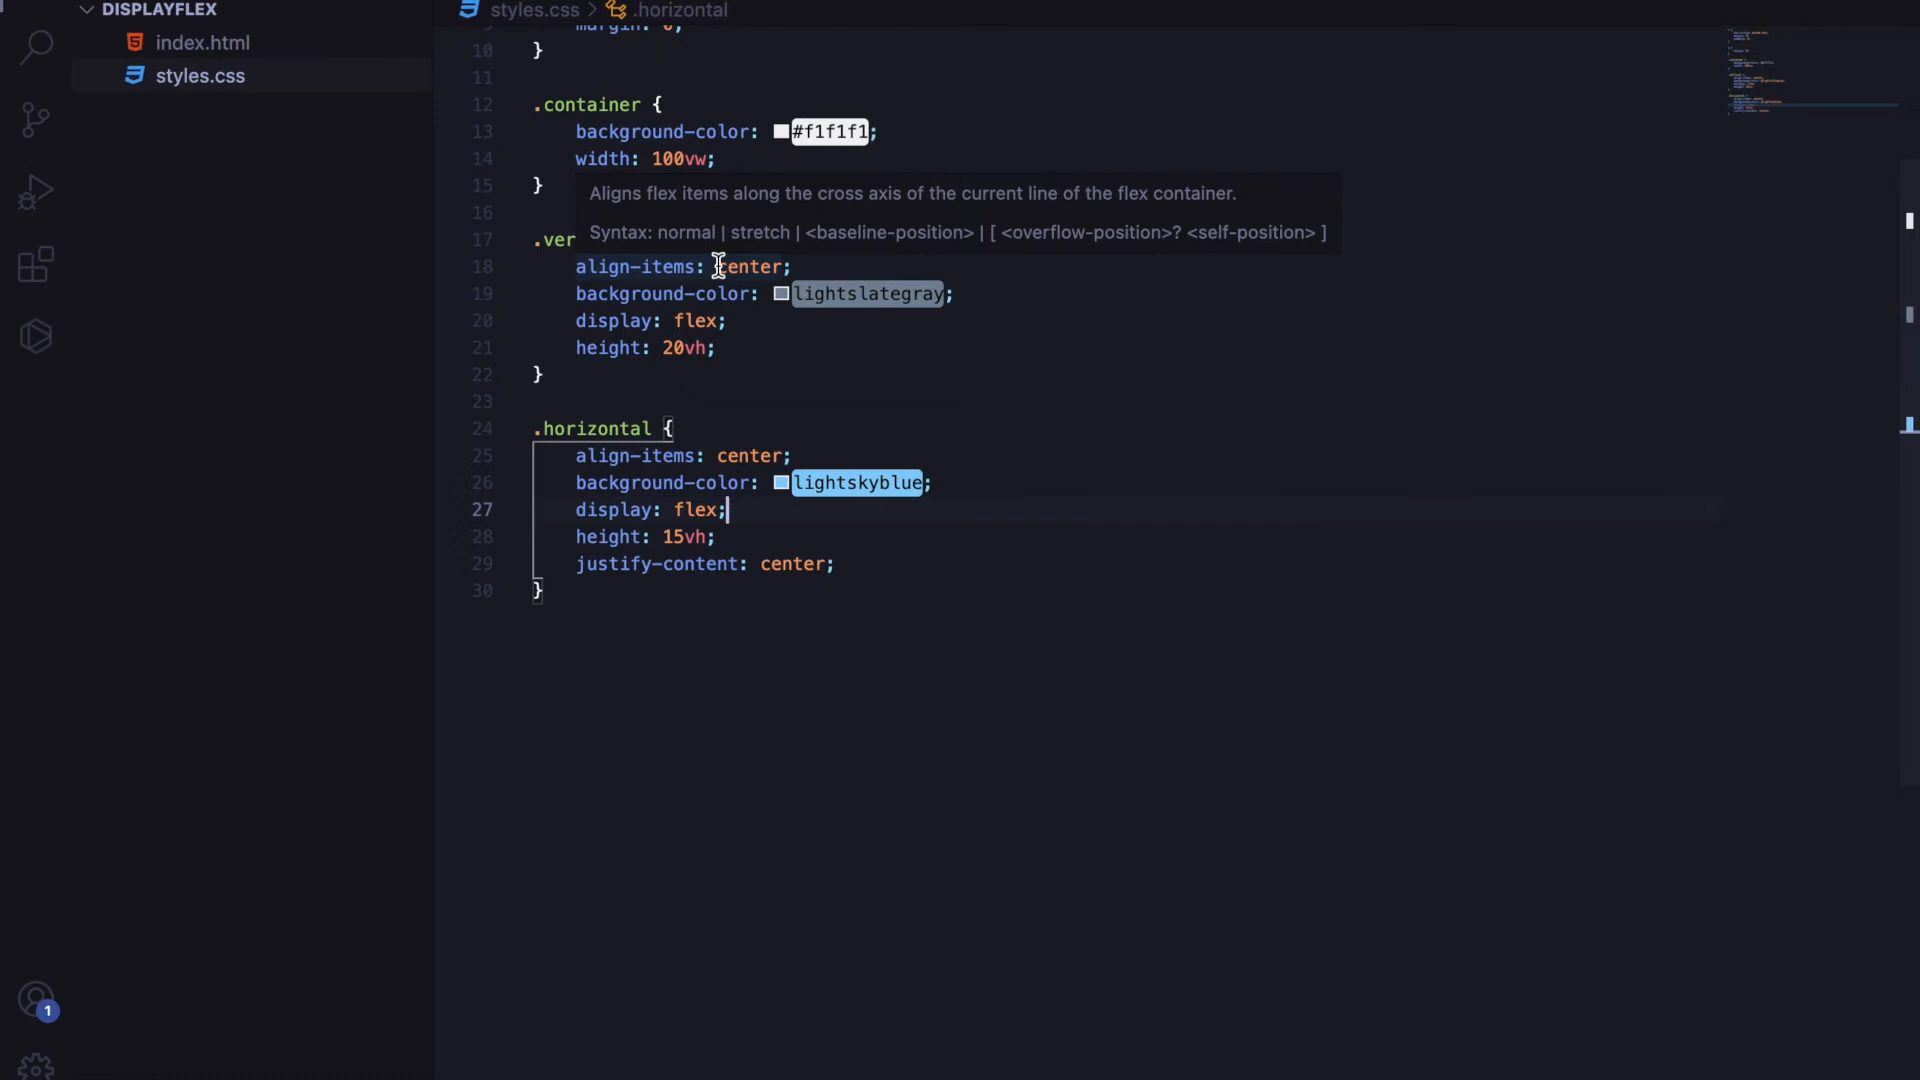 DISPLAYFLEX
index.html
styles.css
styles.css > .horizontal
margin: 0;
10 }
11
12 .container {
13 background-color: #f1f1f1;
14 width: 100vw;
15 }
Aligns flex items along the cross axis of the current line of the flex container.
Syntax: normal | stretch | <baseline-position> | [ <overflow-position>? <self-position> ]
16
17 .ver
18 align-items: center;
19 background-color: lightslategray;
20 display: flex;
21 height: 20vh;
22 }
23
24 .horizontal {
25 align-items: center;
26 background-color: lightskyblue;
27 display: flex;
28 height: 15vh;
29 justify-content: center;
30 }
1